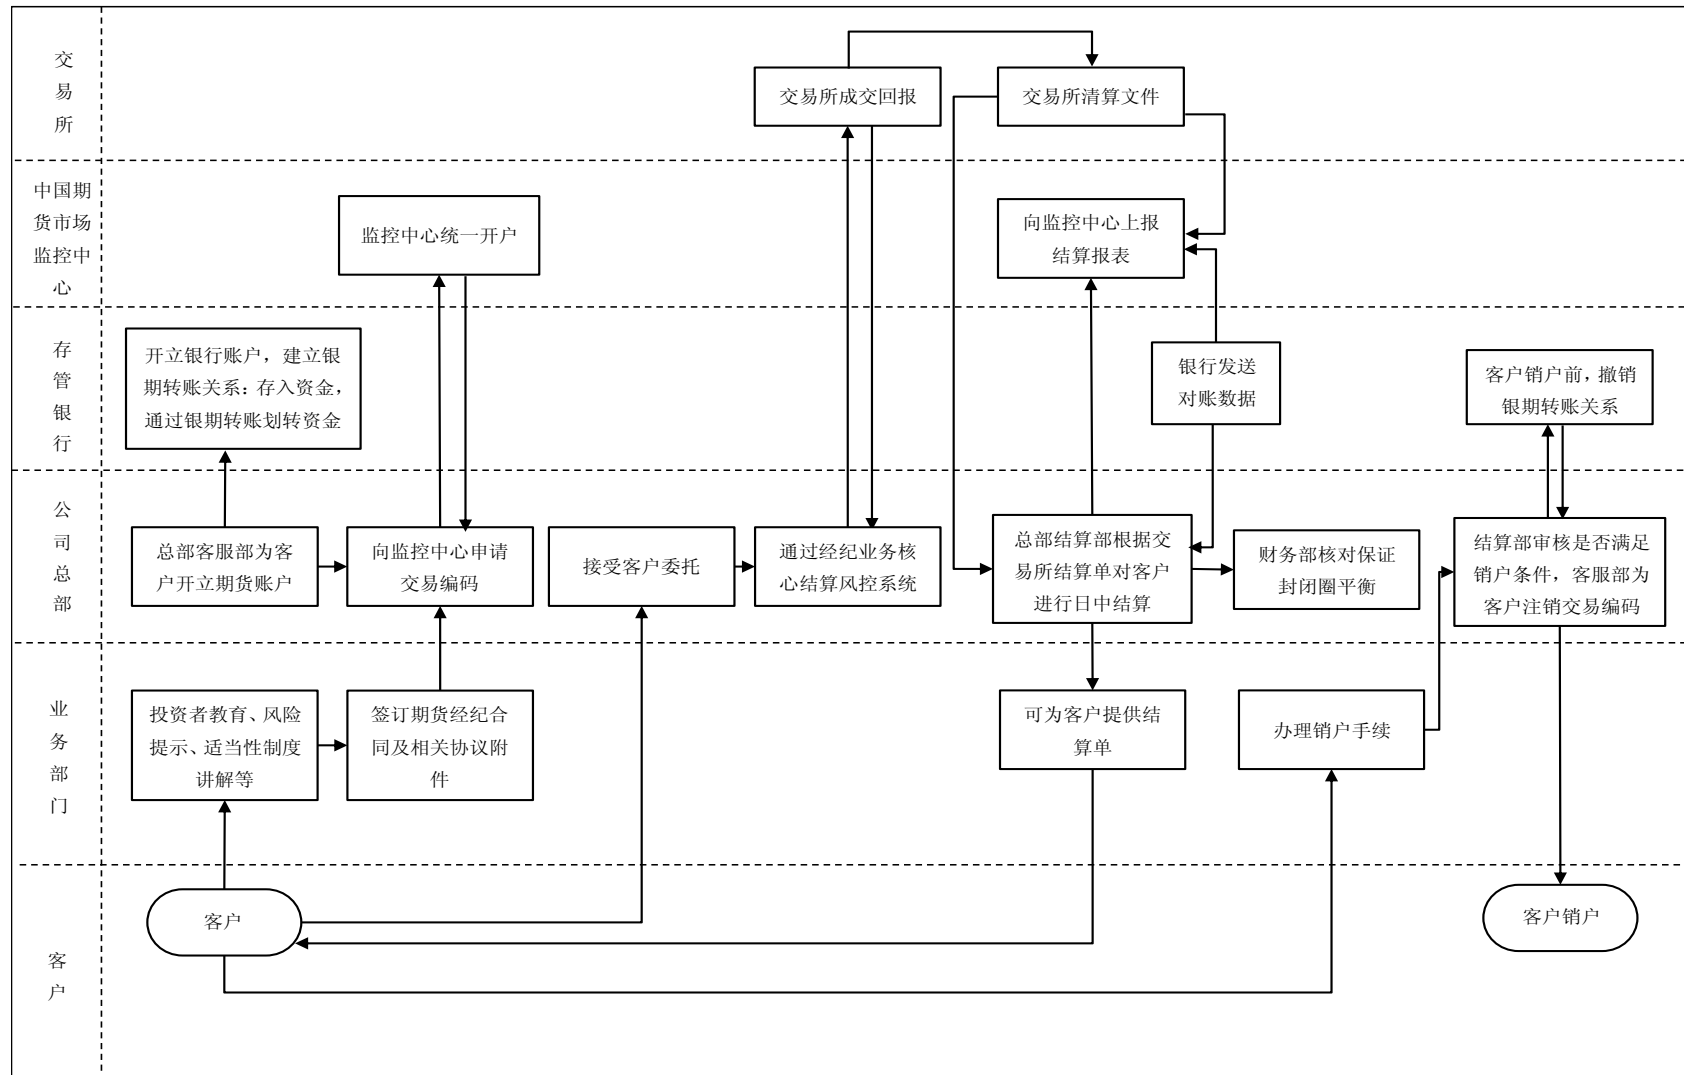 交
易
所
交易所成交回报
交易所清算文件
中国期
货市场
监控中
心
监控中心统一开户
向监控中心上报
结算报表
存
管
银
行
开立银行账户，建立银
期转账关系：存入资金，
通过银期转账划转资金
银行发送
对账数据
客户销户前，撤销
银期转账关系
公
司
总
部
总部客服部为客
户开立期货账户
向监控中心申请
交易编码
接受客户委托
通过经纪业务核
心结算风控系统
总部结算部根据交
易所结算单对客户
进行日中结算
财务部核对保证
封闭圈平衡
结算部审核是否满足
销户条件，客服部为
客户注销交易编码
业
务
部
门
投资者教育、风险
提示、适当性制度
讲解等
签订期货经纪合
同及相关协议附
件
可为客户提供结
算单
办理销户手续
客
户
客户
客户销户